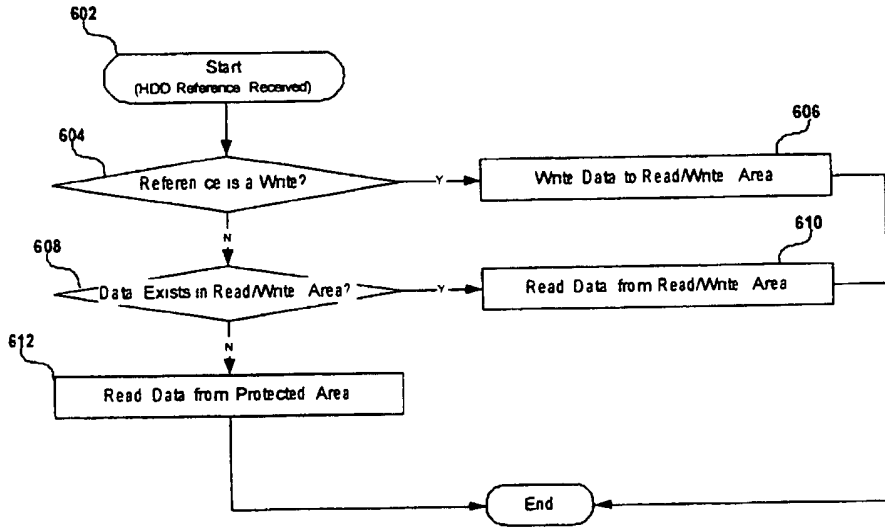 602
Start
(HDD Reference Received)
604
Reference is a Write?
Y
606
Write Data to Read/Write Area
N
608
Data Exists in Read/Write Area?
Y
610
Read Data from Read/Write Area
N
612
Read Data from Protected Area
End